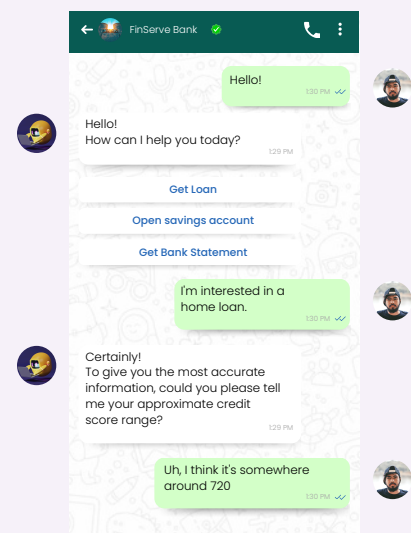 FinServe Bank
Hello!
1:30 PM
Hello!
How can I help you today?
1:29 PM
Get Loan
Open savings account
Get Bank Statement
I'm interested in a
home loan.
1:30 PM
Certainly!
To give you the most accurate
information, could you please tell
me your approximate credit
score range?
1:29 PM
Uh, I think it's somewhere
around 720
1:30 PM